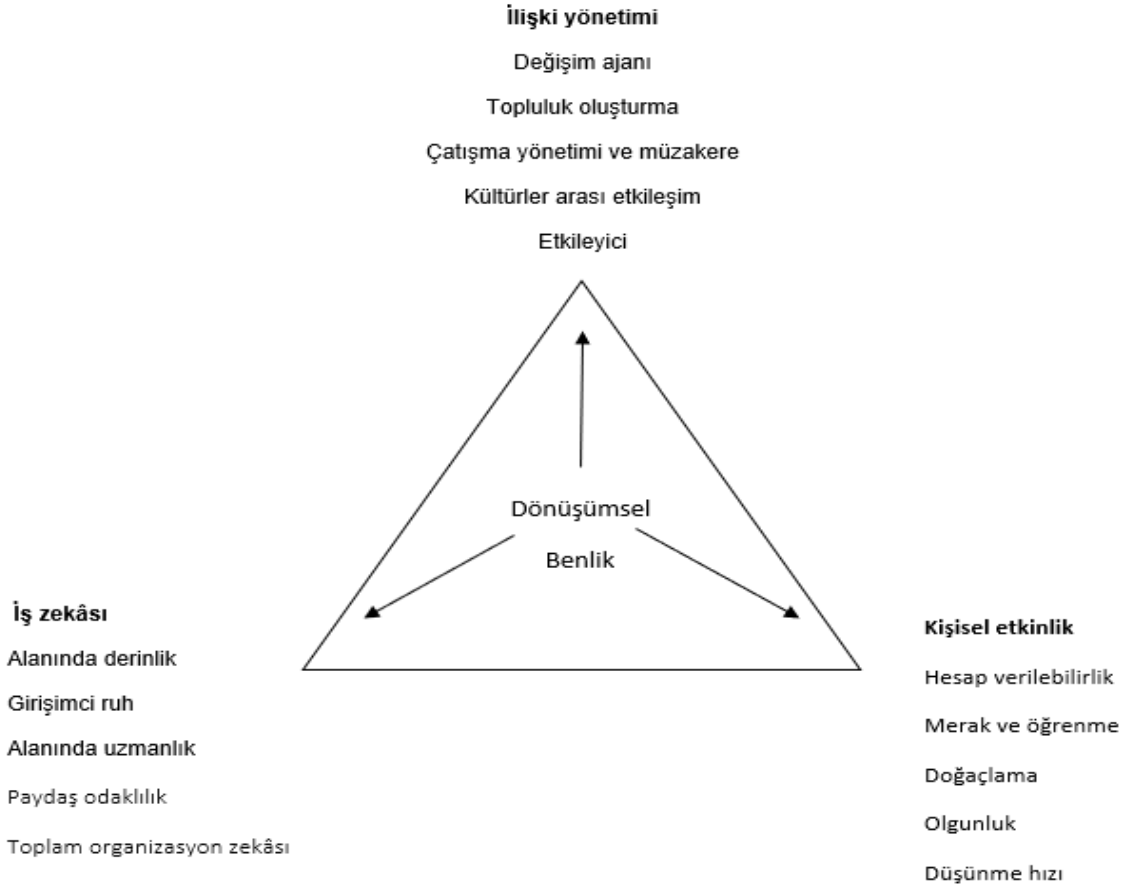 İlişki yönetimi
Değişim ajanı
Topluluk oluşturma
Çatışma yönetimi ve müzakere
Kültürler arası etkileşim
Etkileyici
Dönüşümsel
Benlik
İş zekâsı
Alanında derinlik
Girişimci ruh
Alanında uzmanlık
Paydaş odaklılık
Toplam organizasyon zekâsı
Kişisel etkinlik
Hesap verilebilirlik
Merak ve öğrenme
Doğaçlama
Olgunluk
Düşünme hızı